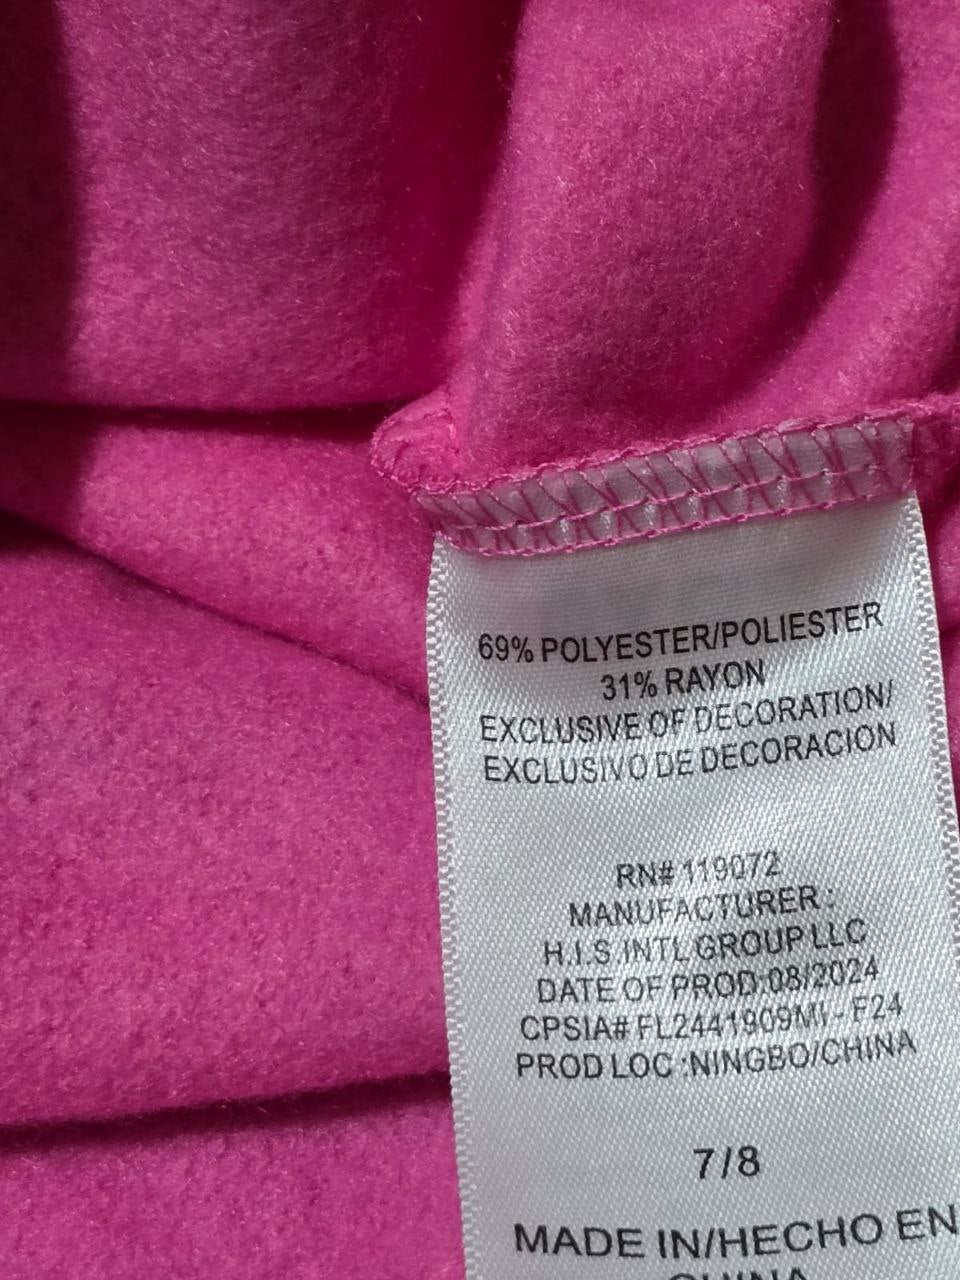 69% POLYESTER/POLIESTER
31% RAYON
EXCLUSIVE OF DECORATION/
EXCLUSIVO DE DECORACION
RN# 119072
MANUFACTURER :
H.I.S. INTL GROUP LLC
DATE OF PROD:08/2024
CPSIA# FL2441909MI - F24
PROD LOC :NINGBO/CHINA
7/8
MADE IN/HECHO EN
CHINA